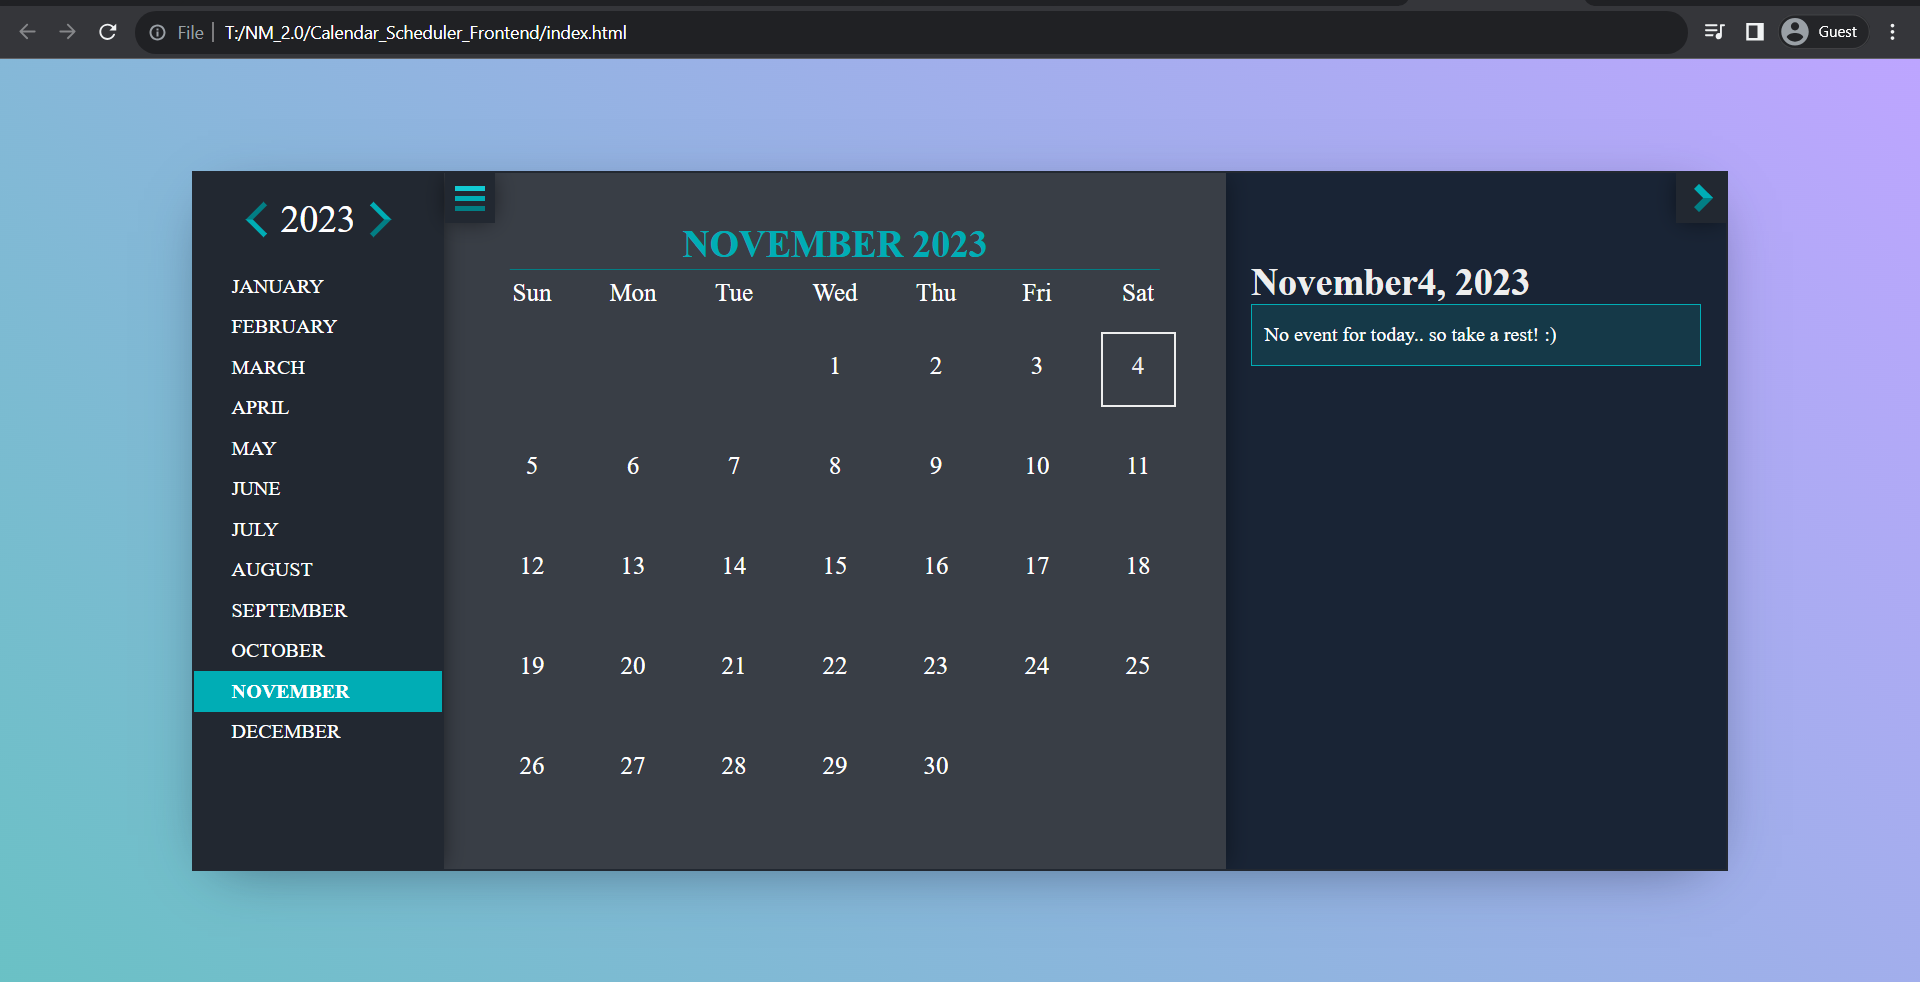 File T:/NM_2.0/Calendar_Scheduler_Frontend/index.html
Guest
2023
JANUARY
FEBRUARY
MARCH
APRIL
MAY
JUNE
JULY
AUGUST
SEPTEMBER
OCTOBER
NOVEMBER
DECEMBER
NOVEMBER 2023
Sun Mon Tue Wed Thu Fri Sat
1 2 3 4
5 6 7 8 9 10 11
12 13 14 15 16 17 18
19 20 21 22 23 24 25
26 27 28 29 30
November4, 2023
No event for today.. so take a rest! :)